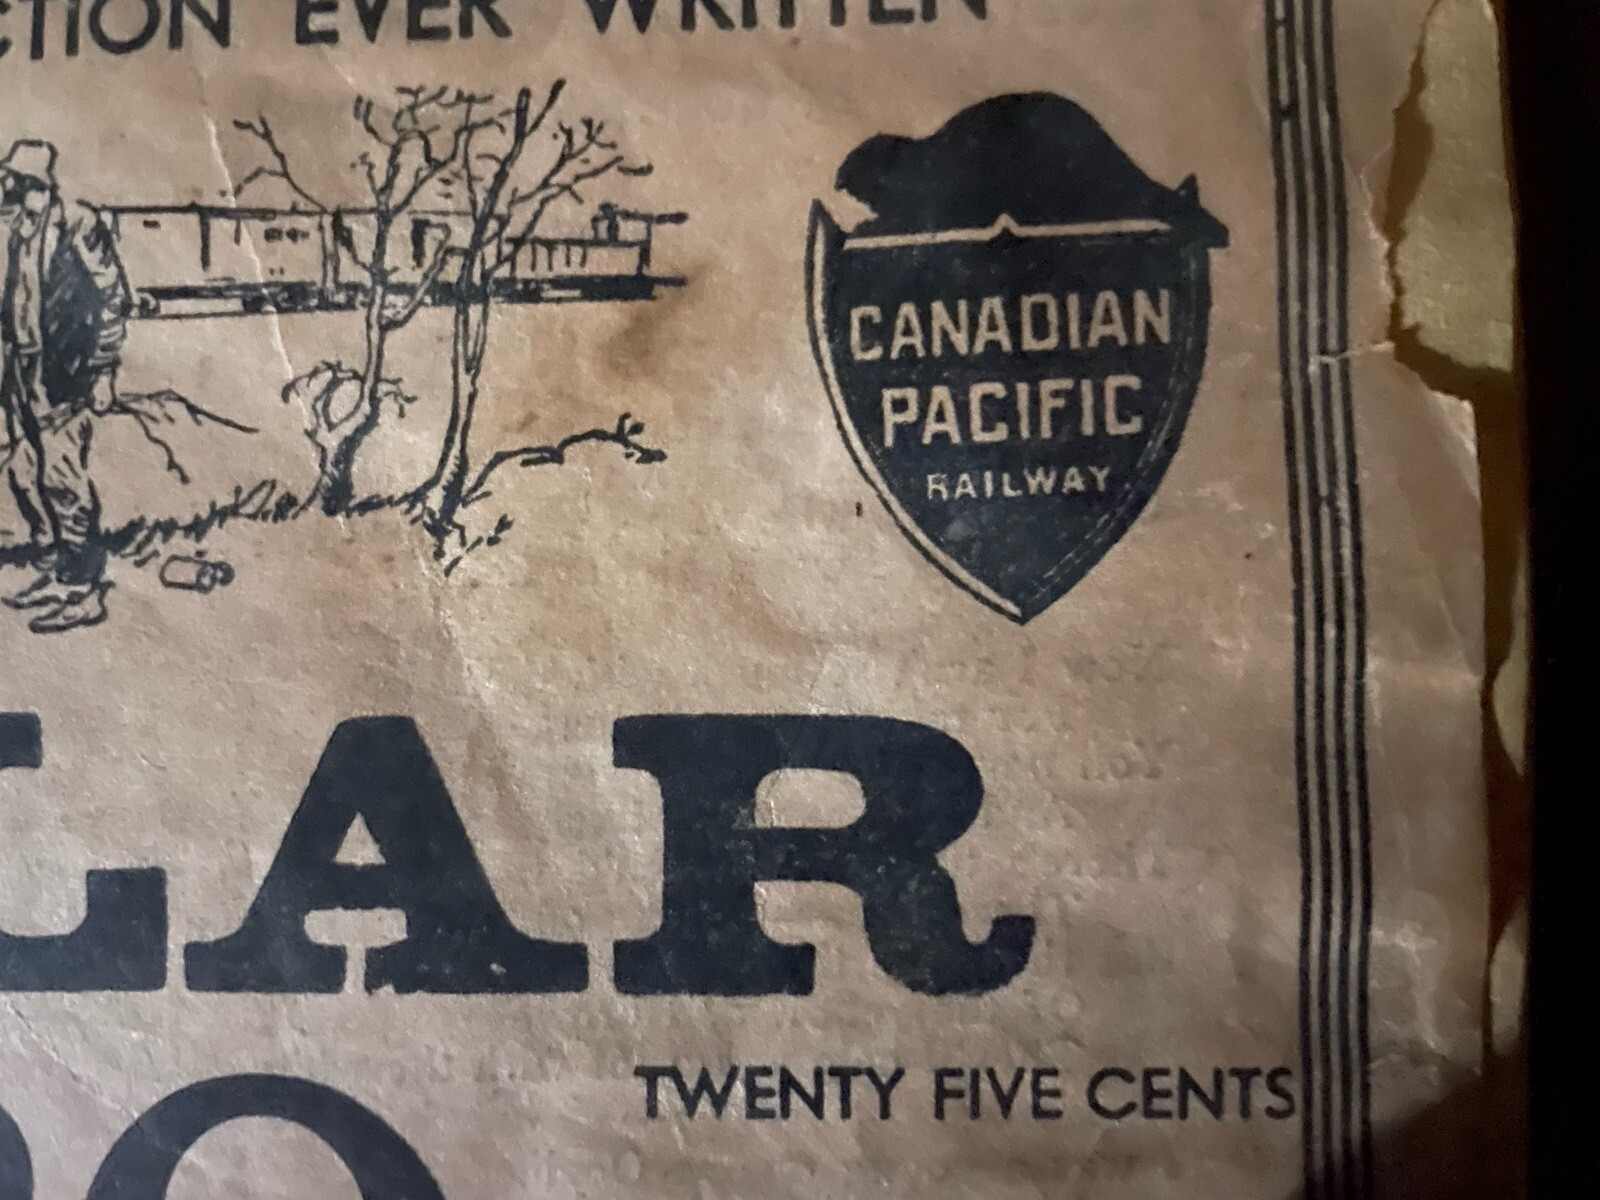 CTION EVER WRITTEN
CANADIAN
PACIFIC
RAILWAY
LAR
TWENTY FIVE CENTS